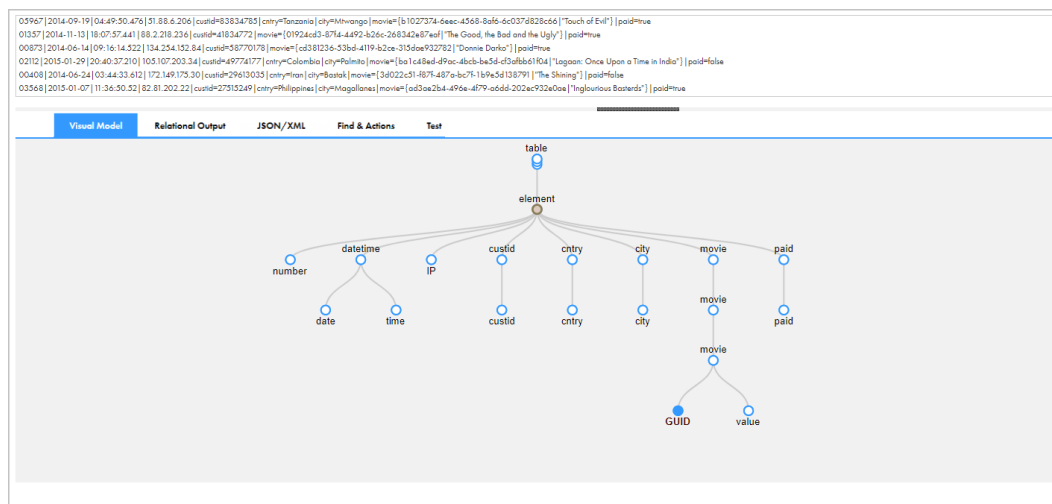 05967|2014-09-19|04:49:50.476|51.88.6.206|custid=83834785|cntry=Tanzania|city=Mtwango|movie={b1027374-6eec-4568-8af6-6c037d828c66|"Touch of Evil"}|paid=true
01357|2014-11-13|18:07:57.441|88.2.218.236|custid=41834772|movie={01924cd3-87f4-4492-b26c-268342e87eaf|"The Good, the Bad and the Ugly"}|paid=true
00873|2014-06-14|09:16:14.522|134.254.152.84|custid=58770178|movie={cd381236-53bd-4119-b2ce-315dae932782|"Donnie Darko"}|paid=true
02112|2015-01-29|20:40:37.210|105.107.203.34|custid=49774177|cntry=Colombia|city=Palmito|movie={ba1c48ed-d9ac-4bcb-be5d-cf3afbb61f04|"Lagaan: Once Upon a Time in India"}|paid=false
00408|2014-06-24|03:44:33.612|172.149.175.30|custid=29613035|cntry=Iran|city=Bastak|movie={3d022c51-f87f-487a-bc7f-1b9e5d138791|"The Shining"}|paid=false
03568|2015-01-07|11:36:50.52|82.81.202.22|custid=27515249|cntry=Philippines|city=Magallanes|movie={ad3ae2b4-496e-4f79-a6dd-202ec932e0ae|"Inglourious Basterds"}|paid=true
Visual Model Relational Output JSON/XML Find & Actions Test
table
element
datetime custid cntry city movie paid
number IP
movie
date time custid cntry city paid
movie
GUID value